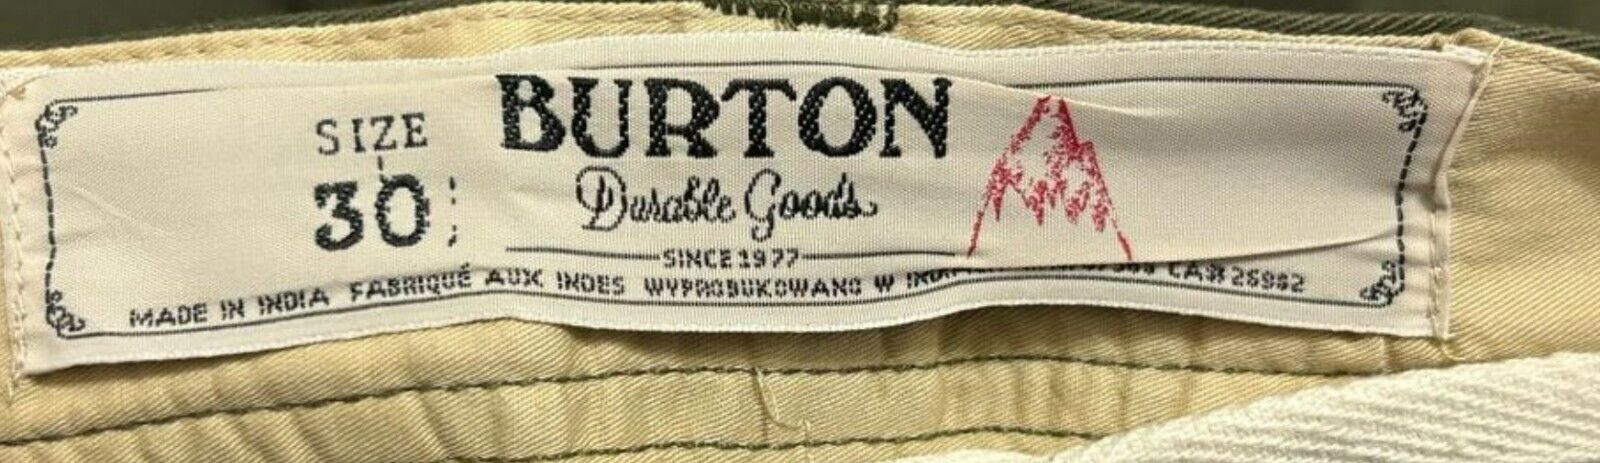 SIZE
30
BURTON
Durable Goods
SINCE 1977
MADE IN INDIA FABRIQUÉ AUX INDES WYPRODUKOWANO W CA# 26982